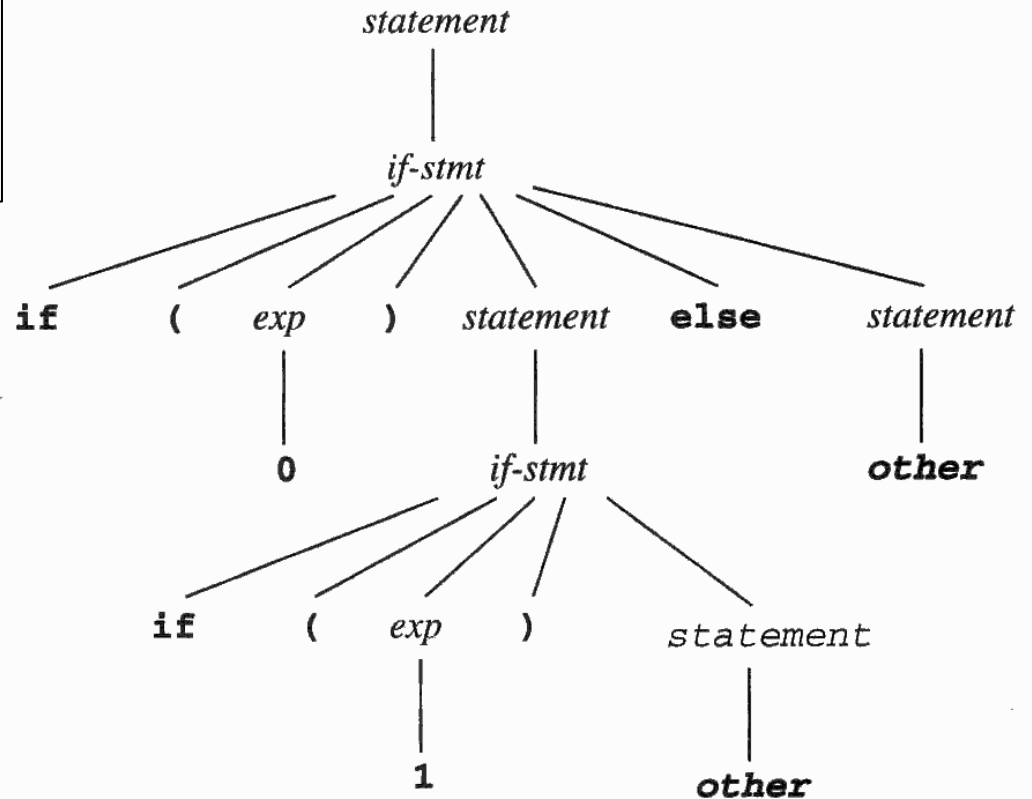 statement
if-stmt
if ( exp ) statement else statement
0 if-stmt other
if ( exp ) statement
1 other